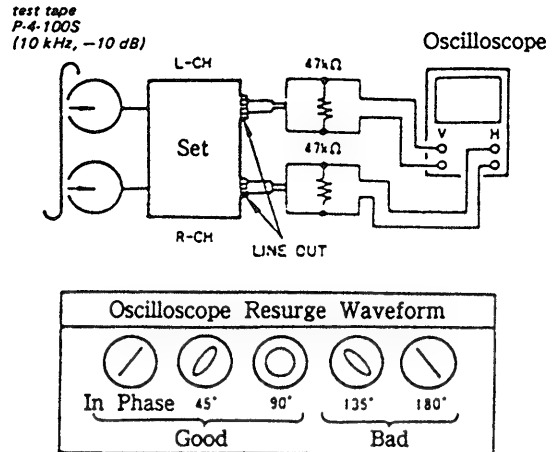 test tape
P-4-100S
(10 kHz, −10 dB)
L-CH
47kΩ
Oscilloscope
Set
V
H
47kΩ
R-CH
LINE OUT
Oscilloscope Resurge Waveform
In Phase 45° 90° 135° 180°
Good Bad